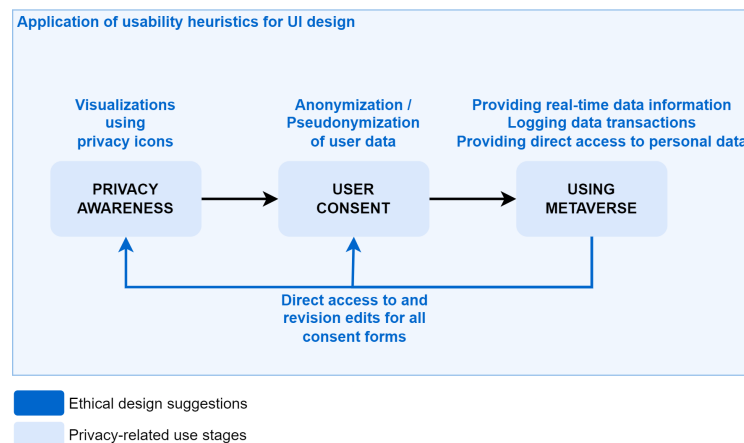 Application of usability heuristics for UI design
Visualizations
using
privacy icons
Anonymization /
Pseudonymization
of user data
Providing real-time data information
Logging data transactions
Providing direct access to personal data
PRIVACY
AWARENESS
USER
CONSENT
USING
METAVERSE
Direct access to and
revision edits for all
consent forms
Ethical design suggestions
Privacy-related use stages